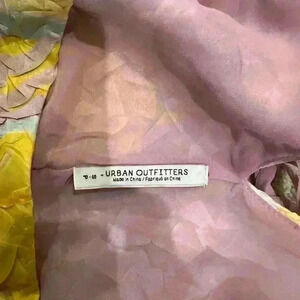 URBAN OUTFITTERS
Made in China / Fabriqué en Chine